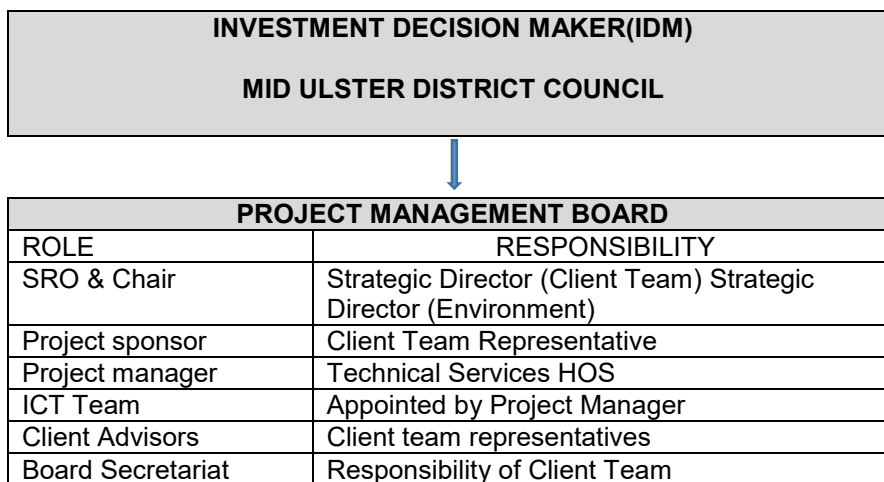 INVESTMENT DECISION MAKER(IDM)
MID ULSTER DISTRICT COUNCIL
PROJECT MANAGEMENT BOARD
ROLE RESPONSIBILITY
SRO & Chair Strategic Director (Client Team) Strategic
Director (Environment)
Project sponsor Client Team Representative
Project manager Technical Services HOS
ICT Team Appointed by Project Manager
Client Advisors Client team representatives
Board Secretariat Responsibility of Client Team